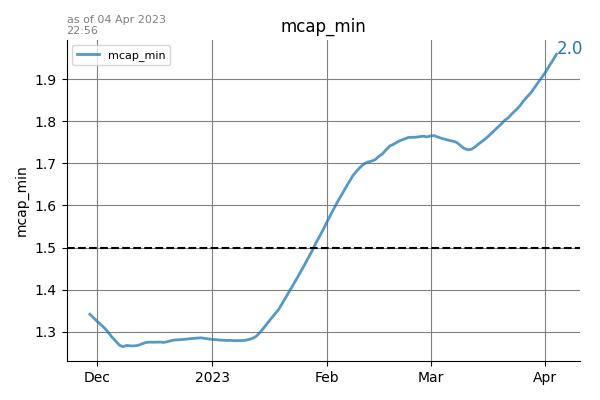 as of 04 Apr 2023
22:56
mcap_min
mcap_min
2.0
1.9
1.8
1.7
1.6
1.5
1.4
1.3
mcap_min
Dec 2023 Feb Mar Apr